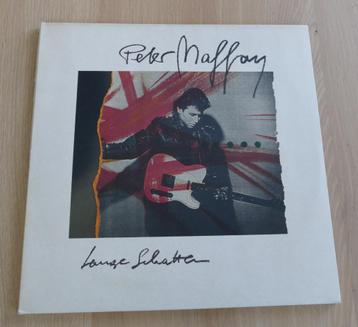 Peter Maffay
Lange Schatten